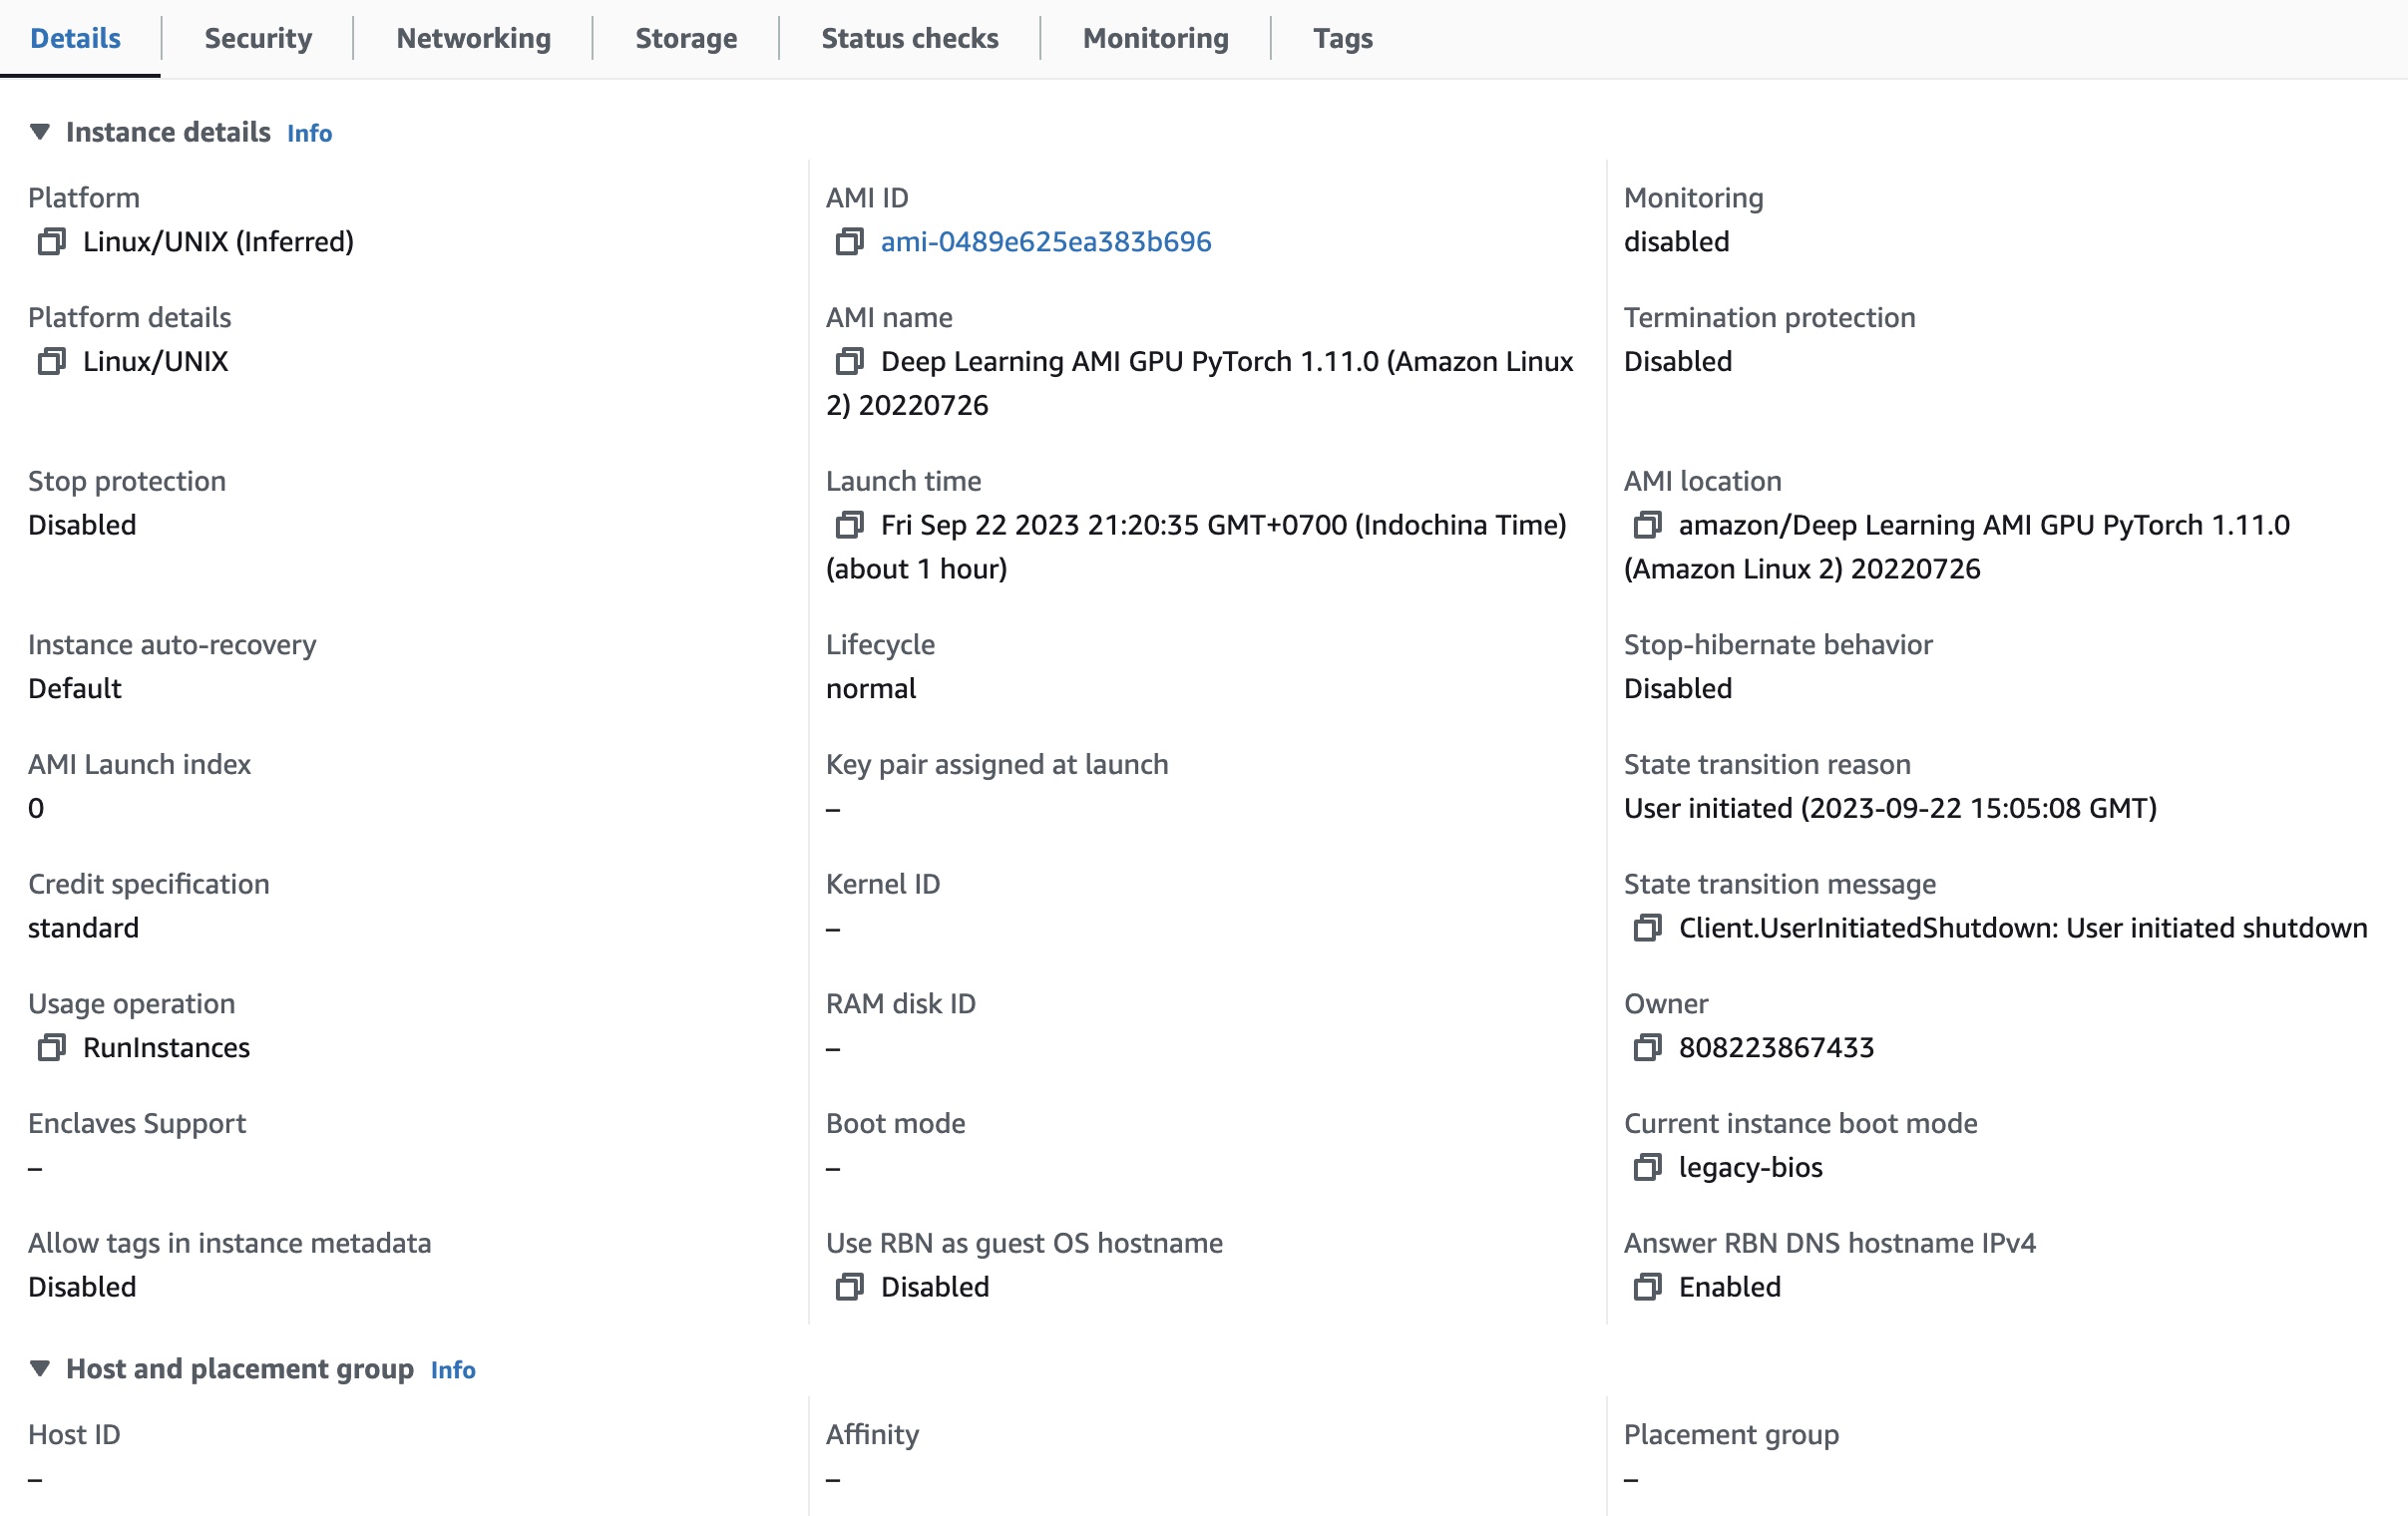 Details
Security
Networking
Storage
Status checks
Monitoring
Tags
Instance details Info
Platform
Linux/UNIX (Inferred)
AMI ID
ami-0489e625ea383b696
Monitoring
disabled
Platform details
Linux/UNIX
AMI name
Deep Learning AMI GPU PyTorch 1.11.0 (Amazon Linux
2) 20220726
Termination protection
Disabled
Stop protection
Disabled
Launch time
Fri Sep 22 2023 21:20:35 GMT+0700 (Indochina Time)
(about 1 hour)
AMI location
amazon/Deep Learning AMI GPU PyTorch 1.11.0
(Amazon Linux 2) 20220726
Instance auto-recovery
Default
Lifecycle
normal
Stop-hibernate behavior
Disabled
AMI Launch index
0
Key pair assigned at launch
–
State transition reason
User initiated (2023-09-22 15:05:08 GMT)
Credit specification
standard
Kernel ID
–
State transition message
Client.UserInitiatedShutdown: User initiated shutdown
Usage operation
RunInstances
RAM disk ID
–
Owner
808223867433
Enclaves Support
–
Boot mode
–
Current instance boot mode
legacy-bios
Allow tags in instance metadata
Disabled
Use RBN as guest OS hostname
Disabled
Answer RBN DNS hostname IPv4
Enabled
Host and placement group Info
Host ID
–
Affinity
–
Placement group
–